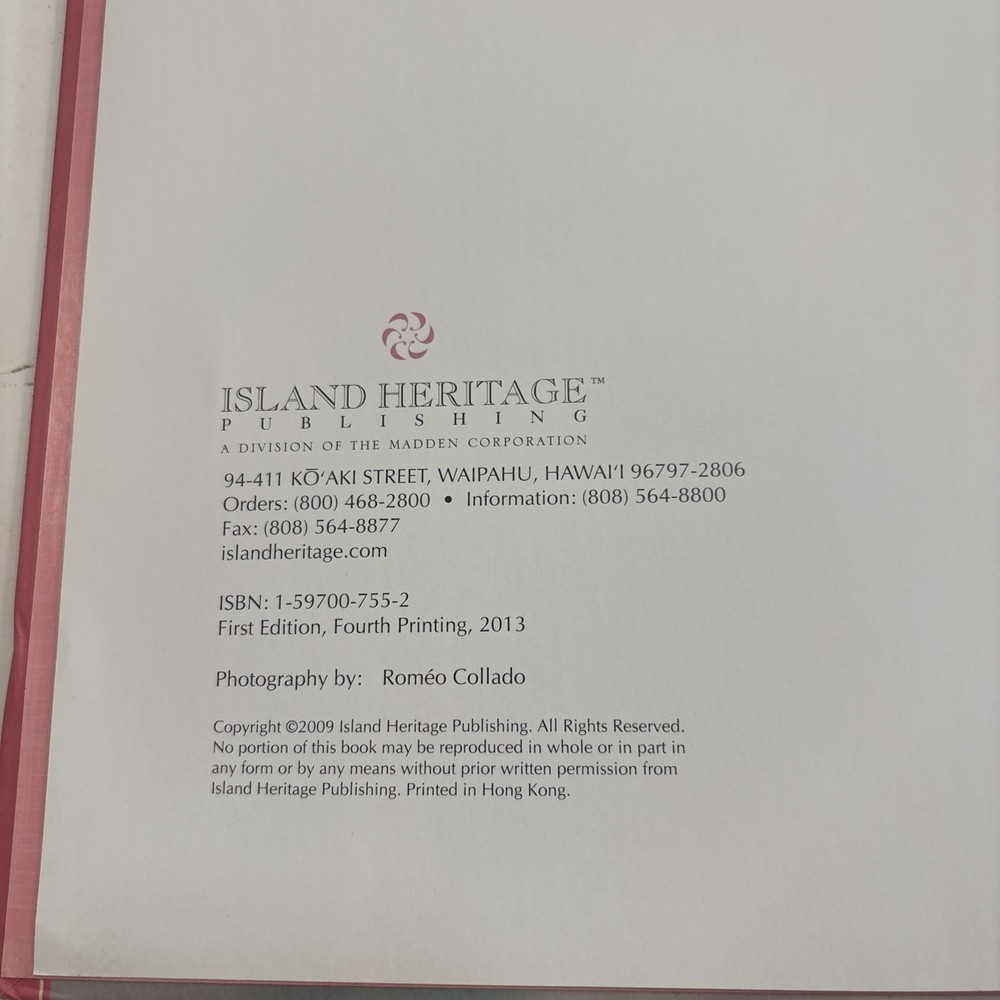 ISLAND HERITAGE™
PUBLISHING
A DIVISION OF THE MADDEN CORPORATION
94-411 KŌ‘AKI STREET, WAIPAHU, HAWAI‘I 96797-2806
Orders: (800) 468-2800 • Information: (808) 564-8800
Fax: (808) 564-8877
islandheritage.com
ISBN: 1-59700-755-2
First Edition, Fourth Printing, 2013
Photography by: Roméo Collado
Copyright ©2009 Island Heritage Publishing. All Rights Reserved.
No portion of this book may be reproduced in whole or in part in
any form or by any means without prior written permission from
Island Heritage Publishing. Printed in Hong Kong.